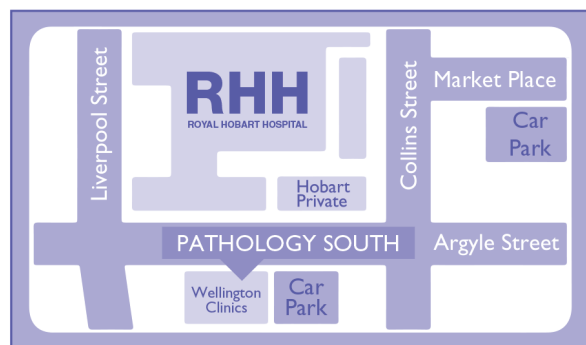 Liverpool Street
RHH
ROYAL HOBART HOSPITAL
Collins Street
Market Place
Car
Park
Hobart
Private
PATHOLOGY SOUTH
Argyle Street
Wellington
Clinics
Car
Park